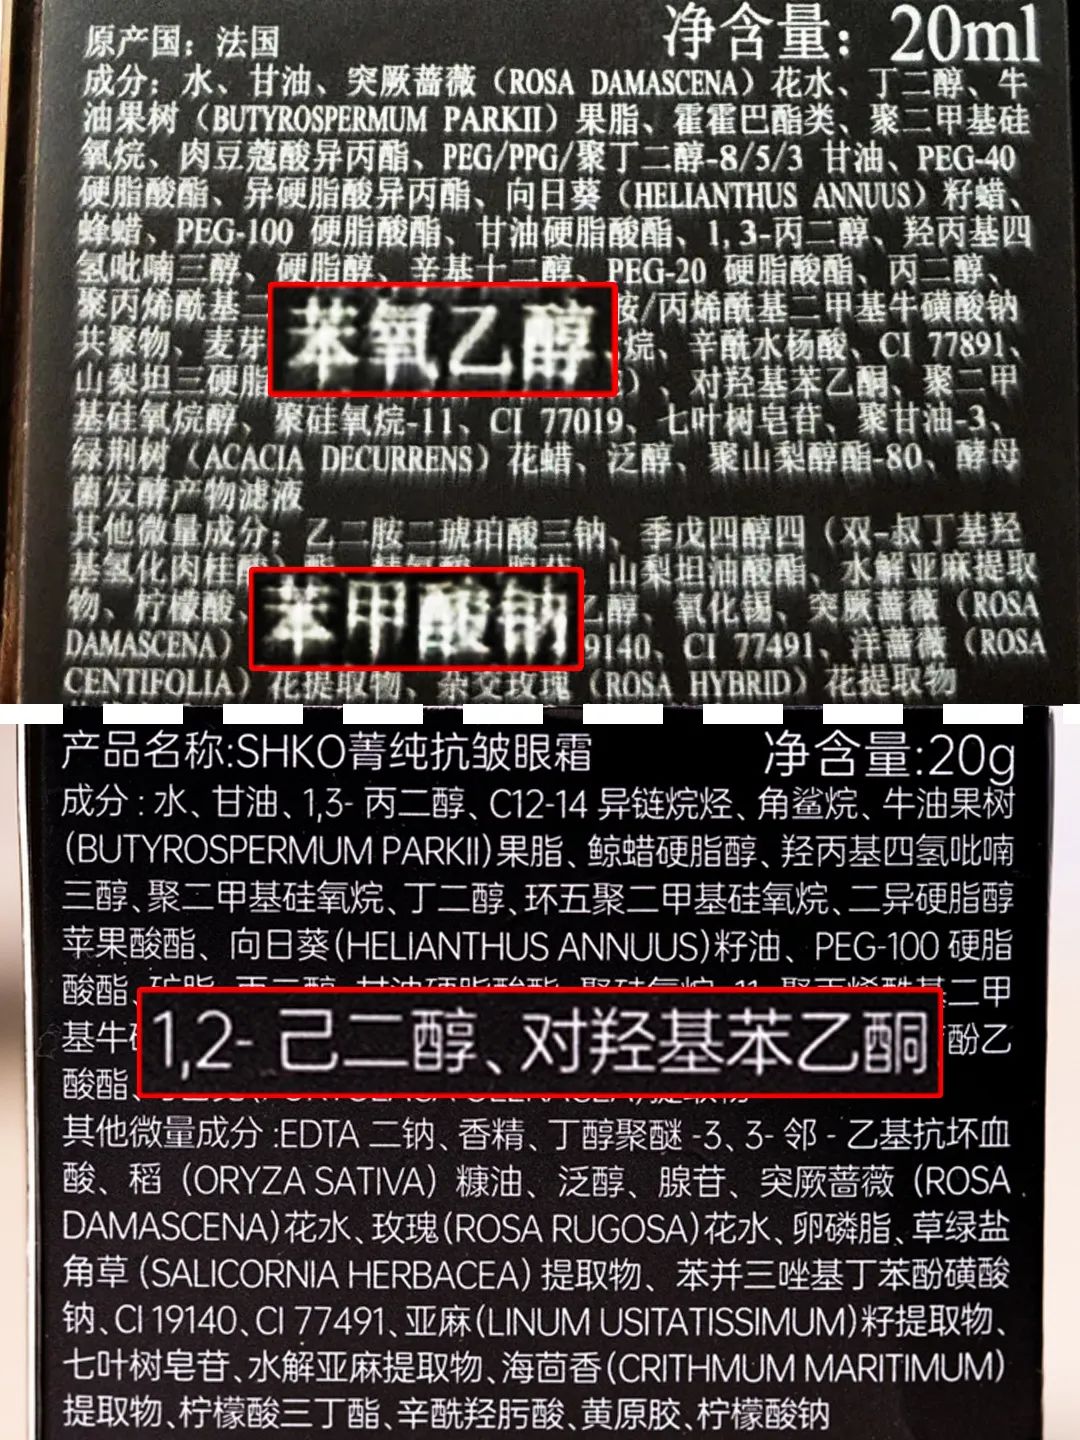 净含量：20ml
原产国：法国
成分：水、甘油、突厥蔷薇（ROSA DAMASCENA）花水、丁二醇、牛
油果树（BUTYROSPERMUM PARKII）果脂、霍霍巴酯类、聚二甲基硅
氧烷、肉豆蔻酸异丙酯、PEG/PPG/聚丁二醇-8/5/3 甘油、PEG-40
硬脂酸酯、异硬脂酸异丙酯、向日葵（HELIANTHUS ANNUUS）籽蜡、
蜂蜡、PEG-100 硬脂酸酯、甘油硬脂酸酯、1,3-丙二醇、羟丙基四
氢吡喃三醇、硬脂醇、辛基十二醇、PEG-20 硬脂酸酯、丙二醇、
聚丙烯酰基二 胺/丙烯酰基二甲基牛磺酸钠
苯氧乙醇
共聚物、麦芽 烷、辛酰水杨酸、CI 77891、
山梨坦三硬脂 ）、对羟基苯乙酮、聚二甲
基硅氧烷醇、聚硅氧烷-11、CI 77019、七叶树皂苷、聚甘油-3、
绿荆树（ACACIA DECURRENS）花蜡、泛醇、聚山梨醇酯-80、酵母
菌发酵产物滤液
其他微量成分：乙二胺二琥珀酸三钠、季戊四醇四（双-叔丁基羟
基氢化肉桂酸）酯、 山梨坦油酸酯、水解亚麻提取
苯甲酸钠
物、柠檬酸、 乙醇、氧化锡、突厥蔷薇（ROSA
DAMASCENA） 9140、CI 77491、洋蔷薇（ROSA
CENTIFOLIA）花提取物、杂交玫瑰（ROSA HYBRID）花提取物
产品名称:SHKO菁纯抗皱眼霜 净含量:20g
成分：水、甘油、1,3- 丙二醇、C12-14 异链烷烃、角鲨烷、牛油果树
(BUTYROSPERMUM PARKII)果脂、鲸蜡硬脂醇、羟丙基四氢吡喃
三醇、聚二甲基硅氧烷、丁二醇、环五聚二甲基硅氧烷、二异硬脂醇
苹果酸酯、向日葵(HELIANTHUS ANNUUS)籽油、PEG-100 硬脂
酸酯、矿脂、丙二醇、甘油硬脂酸酯、聚硅氧烷-11、聚丙烯酰基二甲
基牛 酚乙
1,2- 己二醇、对羟基苯乙酮
酸酯、
其他微量成分 :EDTA 二钠、香精、丁醇聚醚 -3、3- 邻 - 乙基抗坏血
酸、稻（ORYZA SATIVA）糠油、泛醇、腺苷、突厥蔷薇（ROSA
DAMASCENA)花水、玫瑰(ROSA RUGOSA)花水、卵磷脂、草绿盐
角草(SALICORNIA HERBACEA)提取物、苯并三唑基丁苯酚磺酸
钠、CI 19140、CI 77491、亚麻(LINUM USITATISSIMUM)籽提取物、
七叶树皂苷、水解亚麻提取物、海茴香(CRITHMUM MARITIMUM)
提取物、柠檬酸三丁酯、辛酰羟肟酸、黄原胶、柠檬酸钠